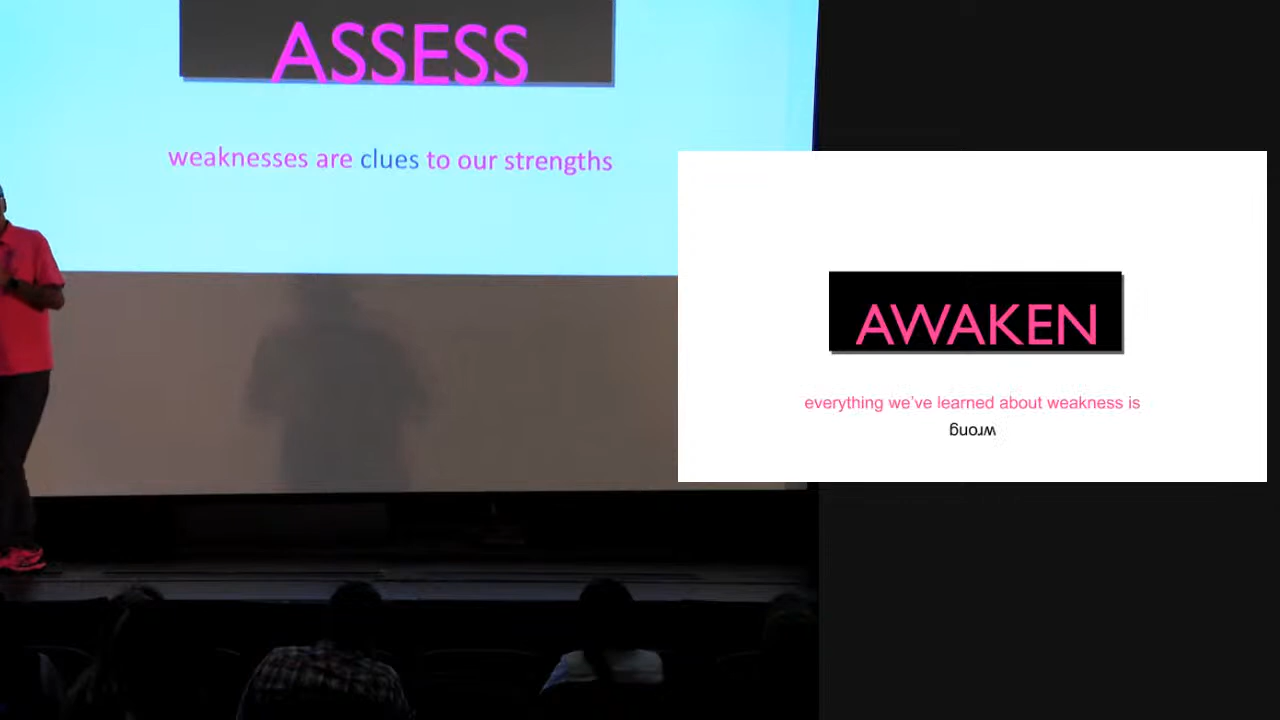 ASSESS
weaknesses are clues to our strengths
AWAKEN
everything we've learned about weakness is
wrong